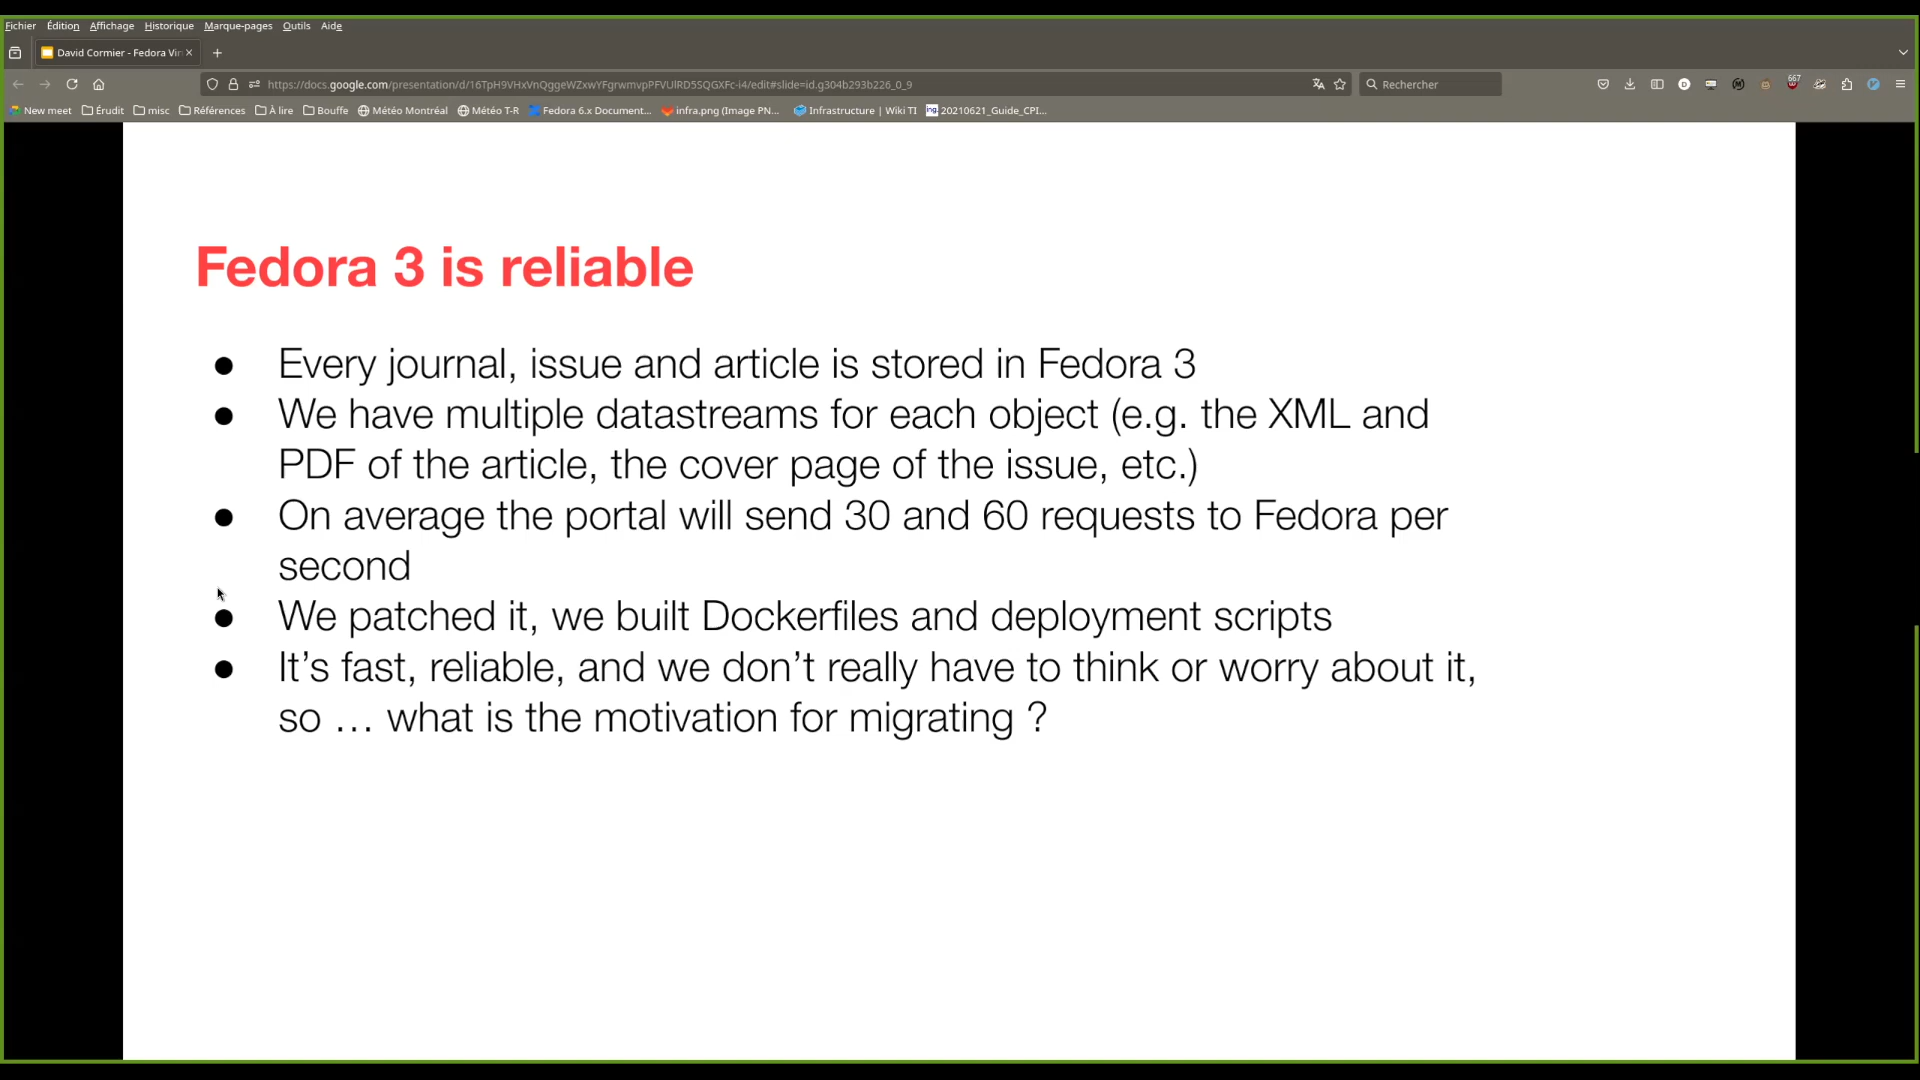 Fichier Édition Affichage Historique Marque-pages Outils Aide
David Cormier - Fedora Vir
https://docs.google.com/presentation/d/16TpH9VHxVnQggeWZxwYFgrwmvpPFVUlRD5SQGXFc-i4/edit#slide=id.g304b293b226_0_9
Rechercher
667
New meet Érudit misc Références À lire Bouffe Météo Montréal Météo T-R Fedora 6.x Document... infra.png (Image PN... Infrastructure | Wiki TI ing. 20210621_Guide_CPI...
Fedora 3 is reliable
● Every journal, issue and article is stored in Fedora 3
● We have multiple datastreams for each object (e.g. the XML and
PDF of the article, the cover page of the issue, etc.)
● On average the portal will send 30 and 60 requests to Fedora per
second
● We patched it, we built Dockerfiles and deployment scripts
● It’s fast, reliable, and we don’t really have to think or worry about it,
so … what is the motivation for migrating ?